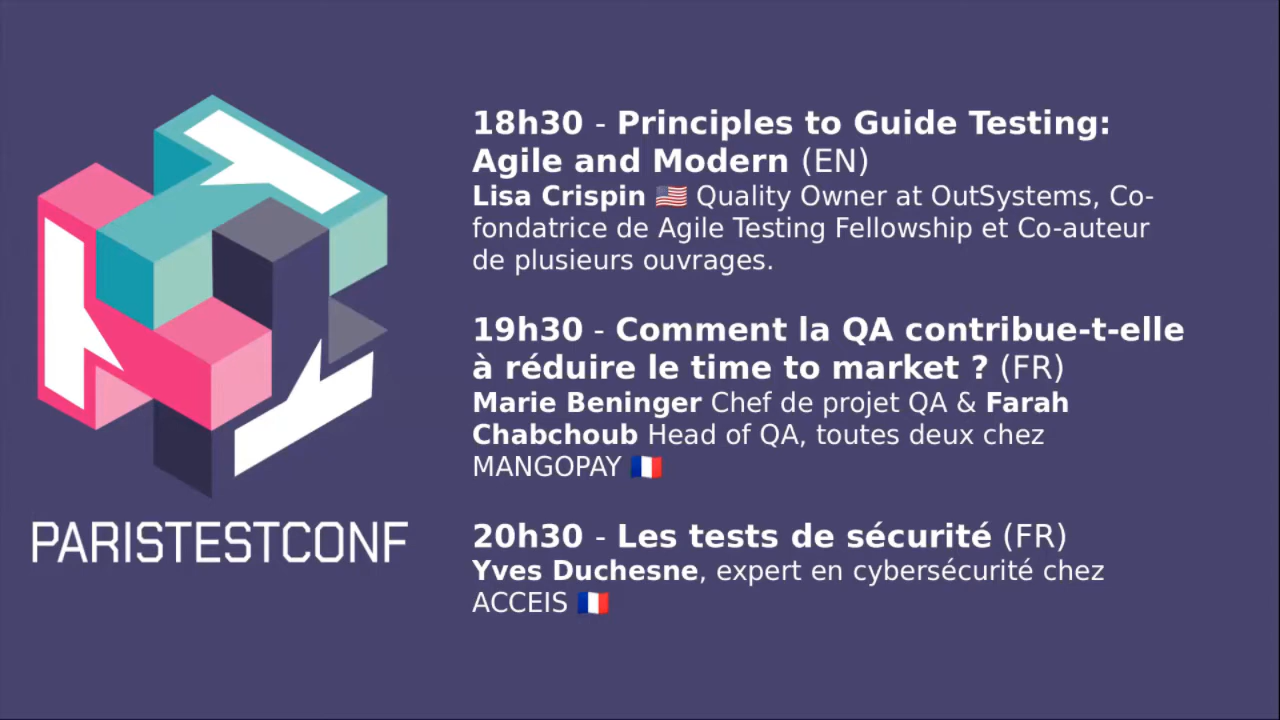 18h30 - Principles to Guide Testing:
Agile and Modern (EN)
Lisa Crispin 🇺🇸 Quality Owner at OutSystems, Co-
fondatrice de Agile Testing Fellowship et Co-auteur
de plusieurs ouvrages.
19h30 - Comment la QA contribue-t-elle
à réduire le time to market ? (FR)
Marie Beninger Chef de projet QA & Farah
Chabchoub Head of QA, toutes deux chez
MANGOPAY 🇫🇷
20h30 - Les tests de sécurité (FR)
Yves Duchesne, expert en cybersécurité chez
ACCEIS 🇫🇷
PARISTESTCONF